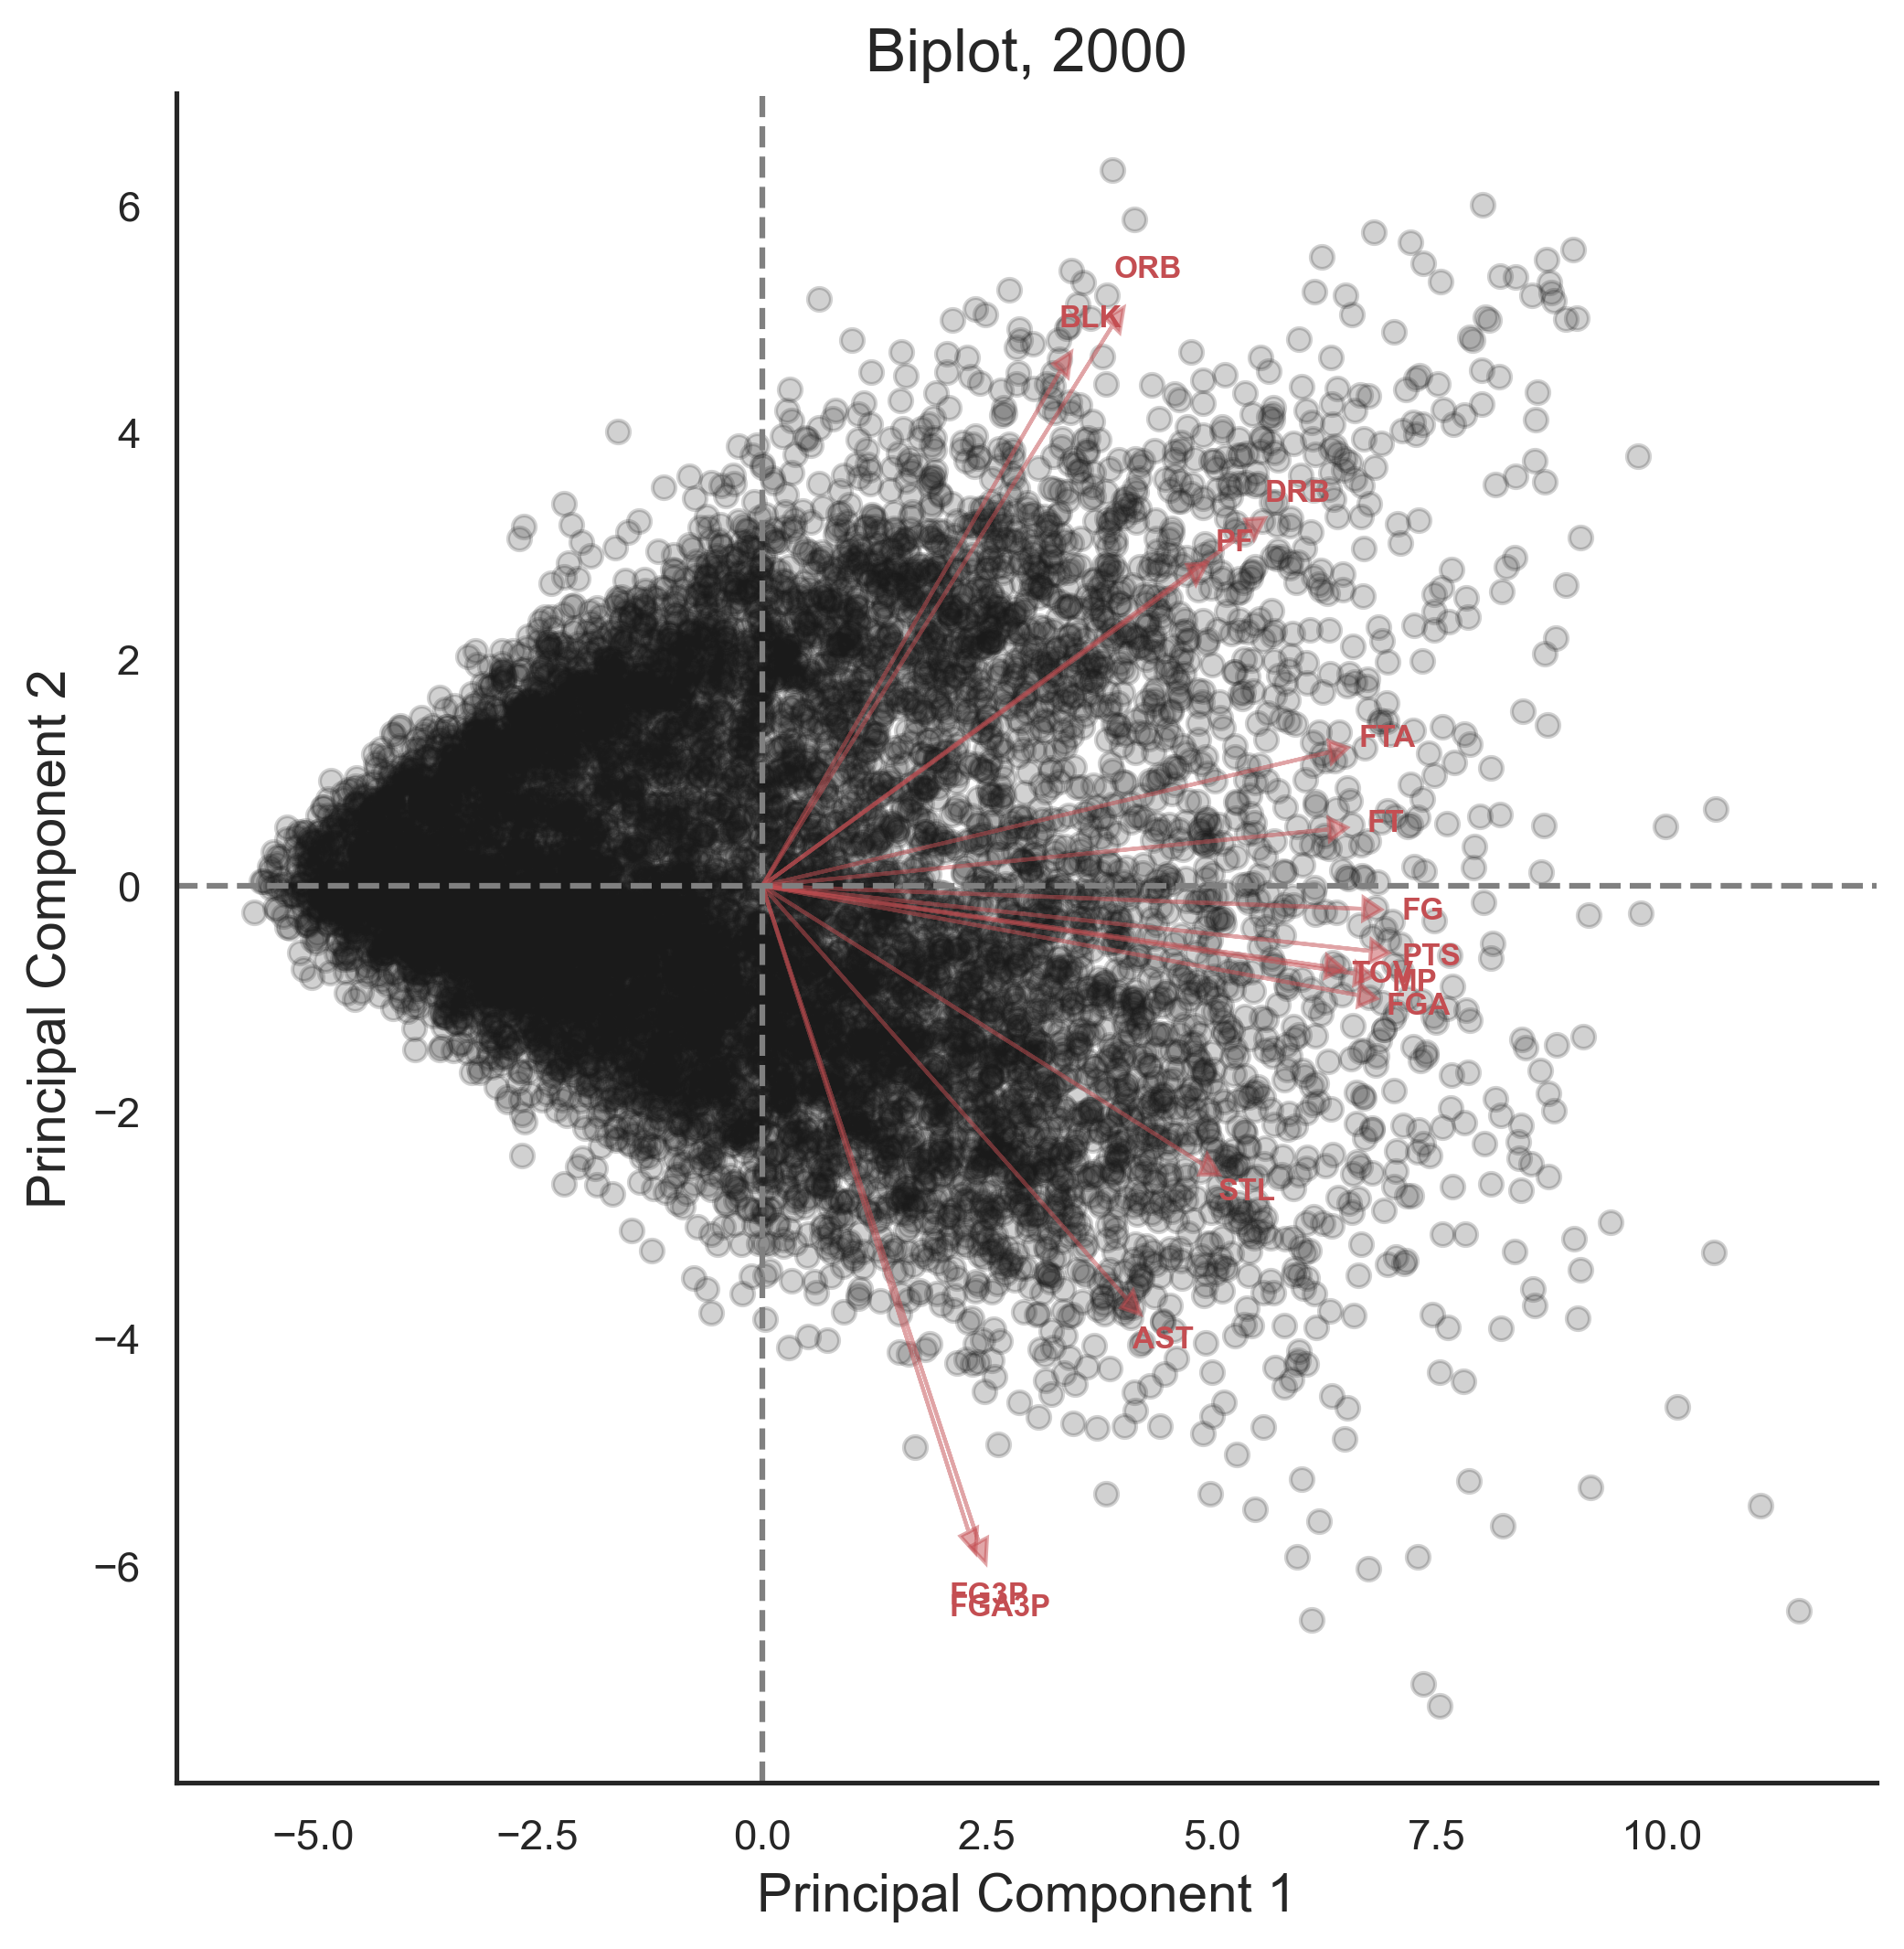 Biplot, 2000
Principal Component 2
6
4
2
0
−2
−4
−6
ORB
BLK
DRB
PF
FTA
FT
FG
PTS
TOV
MP
FGA
STL
AST
FG3P
FGA3P
−5.0 −2.5 0.0 2.5 5.0 7.5 10.0
Principal Component 1